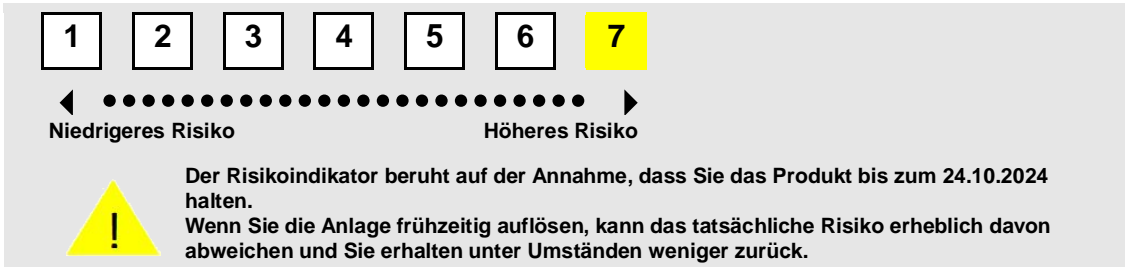 1 2 3 4 5 6 7
Niedrigeres Risiko Höheres Risiko
Der Risikoindikator beruht auf der Annahme, dass Sie das Produkt bis zum 24.10.2024
halten.
Wenn Sie die Anlage frühzeitig auflösen, kann das tatsächliche Risiko erheblich davon
abweichen und Sie erhalten unter Umständen weniger zurück.
!